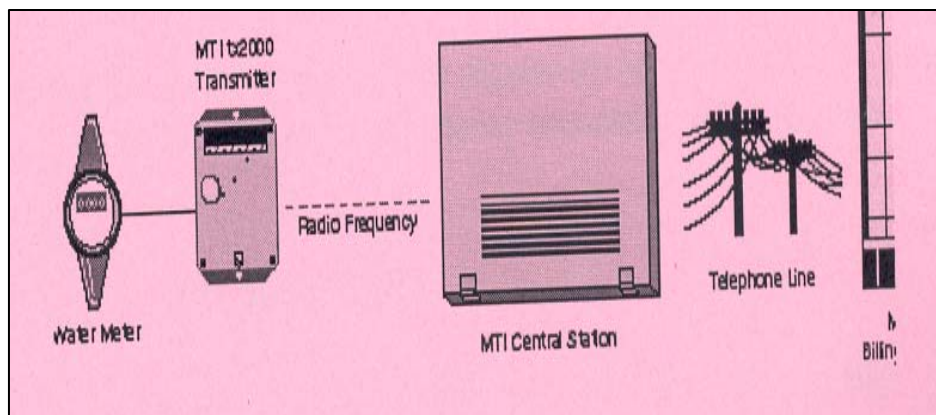 MTI tx2000
Transmitter
Radio Frequency
Water Meter
MTI Central Station
Telephone Line